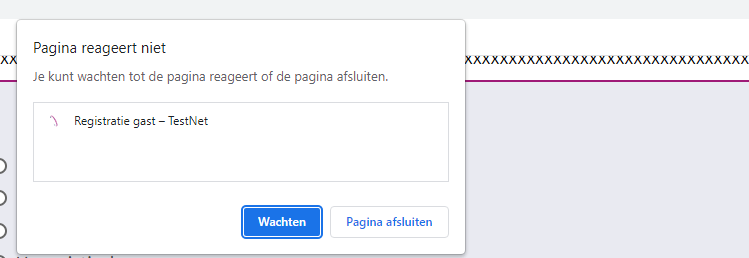 Pagina reageert niet
Je kunt wachten tot de pagina reageert of de pagina afsluiten.
Registratie gast – TestNet
Wachten
Pagina afsluiten